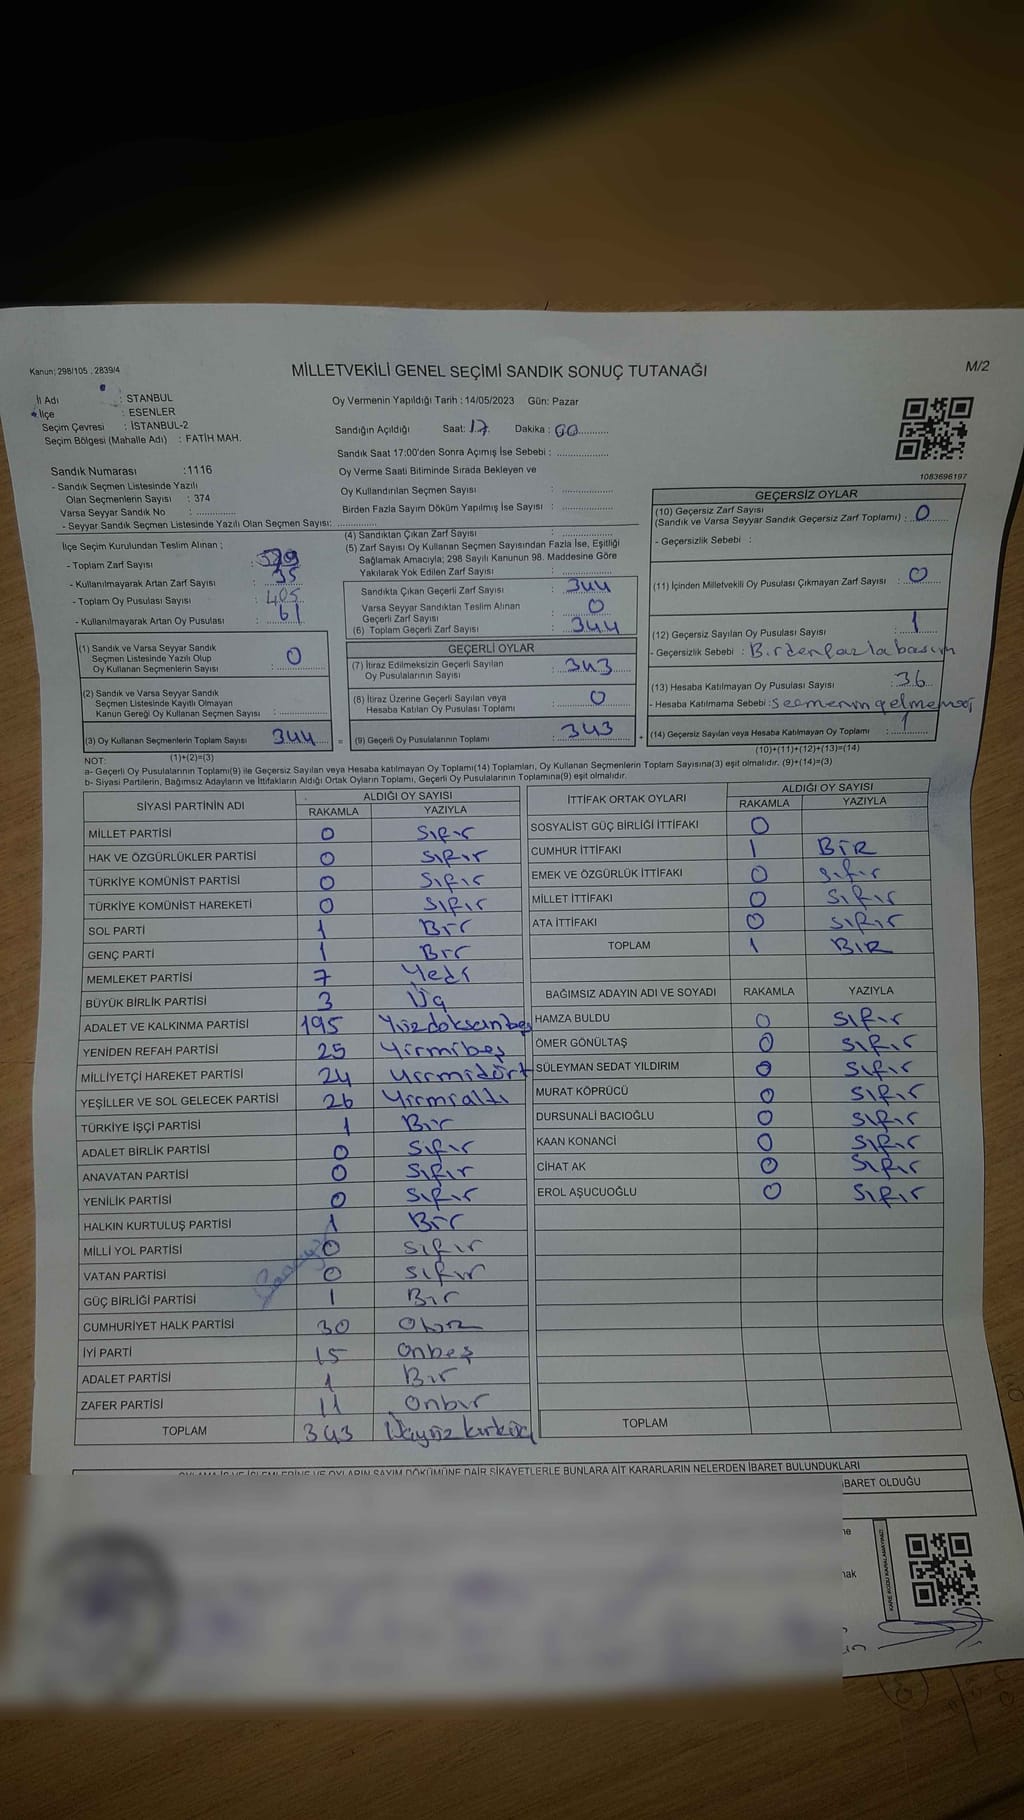 Kanun; 298/105 . 2839/4
MİLLETVEKİLİ GENEL SEÇİMİ SANDIK SONUÇ TUTANAĞI
M/2
İl Adı : STANBUL
İlçe : ESENLER
Seçim Çevresi : İSTANBUL-2
Seçim Bölgesi (Mahalle Adı) : FATİH MAH.
Oy Vermenin Yapıldığı Tarih : 14/05/2023 Gün: Pazar
Sandığın Açıldığı Saat: 17 Dakika : 00
Sandık Saat 17:00'den Sonra Açımış İse Sebebi :
Oy Verme Saati Bitiminde Sırada Bekleyen ve
Oy Kullandırılan Seçmen Sayısı :
Birden Fazla Sayım Döküm Yapılmış İse Sayısı :
1083696197
Sandık Numarası :1116
- Sandık Seçmen Listesinde Yazılı
Olan Seçmenlerin Sayısı : 374
Varsa Seyyar Sandık No :
- Seyyar Sandık Seçmen Listesinde Yazılı Olan Seçmen Sayısı:
İlçe Seçim Kurulundan Teslim Alınan ;
- Toplam Zarf Sayısı :
- Kullanılmayarak Artan Zarf Sayısı : 35
- Toplam Oy Pusulası Sayısı : 405
- Kullanılmayarak Artan Oy Pusulası : 61
(1) Sandık ve Varsa Seyyar Sandık
Seçmen Listesinde Yazılı Olup
Oy Kullanan Seçmenlerin Sayısı : 0
(2) Sandık ve Varsa Seyyar Sandık
Seçmen Listesinde Kayıtlı Olmayan
Kanun Gereği Oy Kullanan Seçmen Sayısı :
(3) Oy Kullanan Seçmenlerin Toplam Sayısı 344 =
(1)+(2)=(3)
(4) Sandıktan Çıkan Zarf Sayısı :
(5) Zarf Sayısı Oy Kullanan Seçmen Sayısından Fazla İse, Eşitliği
Sağlamak Amacıyla; 298 Sayılı Kanunun 98. Maddesine Göre
Yakılarak Yok Edilen Zarf Sayısı :
Sandıkta Çıkan Geçerli Zarf Sayısı : 344
Varsa Seyyar Sandıktan Teslim Alınan
Geçerli Zarf Sayısı : 0
(6) Toplam Geçerli Zarf Sayısı : 344
GEÇERLİ OYLAR
(7) İtiraz Edilmeksizin Geçerli Sayılan
Oy Pusulalarının Sayısı : 343
(8) İtiraz Üzerine Geçerli Sayılan veya
Hesaba Katılan Oy Pusulası Toplamı : 0
(9) Geçerli Oy Pusulalarının Toplamı : 343 +
GEÇERSİZ OYLAR
(10) Geçersiz Zarf Sayısı
(Sandık ve Varsa Seyyar Sandık Geçersiz Zarf Toplamı) : 0
- Geçersizlik Sebebi :
(11) İçinden Milletvekili Oy Pusulası Çıkmayan Zarf Sayısı : 0
(12) Geçersiz Sayılan Oy Pusulası Sayısı : 1
- Geçersizlik Sebebi : Birdenfazlabasım
(13) Hesaba Katılmayan Oy Pusulası Sayısı : 36
- Hesaba Katılmama Sebebi : seçmenin
(14) Geçersiz Sayılan veya Hesaba Katılmayan Oy Toplamı : 1
(10)+(11)+(12)+(13)=(14)
NOT:
a- Geçerli Oy Pusulalarının Toplamı(9) ile Geçersiz Sayılan veya Hesaba katılmayan Oy Toplamı(14) Toplamları, Oy Kullanan Seçmenlerin Toplam Sayısına(3) eşit olmalıdır. (9)+(14)=(3)
b- Siyasi Partilerin, Bağımsız Adayların ve İttifakların Aldığı Ortak Oyların Toplamı, Geçerli Oy Pusulalarının Toplamına(9) eşit olmalıdır.
SİYASİ PARTİNİN ADI ALDIĞI OY SAYISI
RAKAMLA YAZIYLA
MİLLET PARTİSİ 0 sıfır
HAK VE ÖZGÜRLÜKLER PARTİSİ 0 sıfır
TÜRKİYE KOMÜNİST PARTİSİ 0 sıfır
TÜRKİYE KOMÜNİST HAREKETİ 0 sıfır
SOL PARTİ 1 Bir
GENÇ PARTİ 1 Bir
MEMLEKET PARTİSİ 7 Yedi
BÜYÜK BİRLİK PARTİSİ 3 Üç
ADALET VE KALKINMA PARTİSİ 195 Yüzdoksanbeş
YENİDEN REFAH PARTİSİ 25 Yirmibeş
MİLLİYETÇİ HAREKET PARTİSİ 24 Yirmidört
YEŞİLLER VE SOL GELECEK PARTİSİ 26 Yirmialtı
TÜRKİYE İŞÇİ PARTİSİ 1 Bir
ADALET BİRLİK PARTİSİ 0 sıfır
ANAVATAN PARTİSİ 0 sıfır
YENİLİK PARTİSİ 0 sıfır
HALKIN KURTULUŞ PARTİSİ 1 Bir
MİLLİ YOL PARTİSİ 0 sıfır
VATAN PARTİSİ 0 sıfır
GÜÇ BİRLİĞİ PARTİSİ 1 Bir
CUMHURİYET HALK PARTİSİ 30
İYİ PARTİ 15 Onbeş
ADALET PARTİSİ 1 Bir
ZAFER PARTİSİ 11 Onbir
TOPLAM 343
İTTİFAK ORTAK OYLARI ALDIĞI OY SAYISI
RAKAMLA YAZIYLA
SOSYALİST GÜÇ BİRLİĞİ İTTİFAKI 0
CUMHUR İTTİFAKI 1 BİR
EMEK VE ÖZGÜRLÜK İTTİFAKI 0 sıfır
MİLLET İTTİFAKI 0 sıfır
ATA İTTİFAKI 0 sıfır
TOPLAM 1 BİR
BAĞIMSIZ ADAYIN ADI VE SOYADI RAKAMLA YAZIYLA
HAMZA BULDU 0 sıfır
ÖMER GÖNÜLTAŞ 0 sıfır
SÜLEYMAN SEDAT YILDIRIM 0 sıfır
MURAT KÖPRÜCÜ 0 sıfır
DURSUNALİ BACIOĞLU 0 sıfır
KAAN KONANCİ 0 sıfır
CİHAT AK 0 sıfır
EROL AŞUCUOĞLU 0 sıfır
TOPLAM
OYLAMA İŞ VE İŞLEMLERİNE VE OYLARIN SAYIM DÖKÜMÜNE DAİR ŞİKAYETLERLE BUNLARA AİT KARARLARIN NELERDEN İBARET BULUNDUKLARI
BARET OLDUĞU